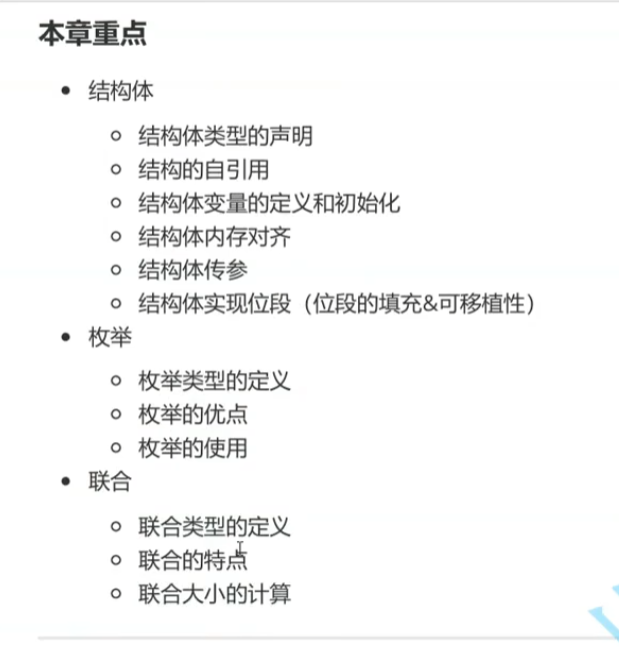 本章重点
结构体
结构体类型的声明
结构的自引用
结构体变量的定义和初始化
结构体内存对齐
结构体传参
结构体实现位段（位段的填充&可移植性）
枚举
枚举类型的定义
枚举的优点
枚举的使用
联合
联合类型的定义
联合的特点
联合大小的计算